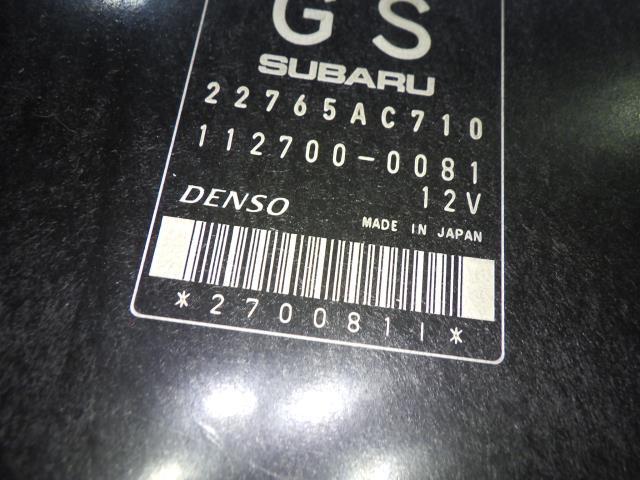 GS
SUBARU
22765AC710
112700-0081
12V
DENSO
MADE IN JAPAN
*2700811*